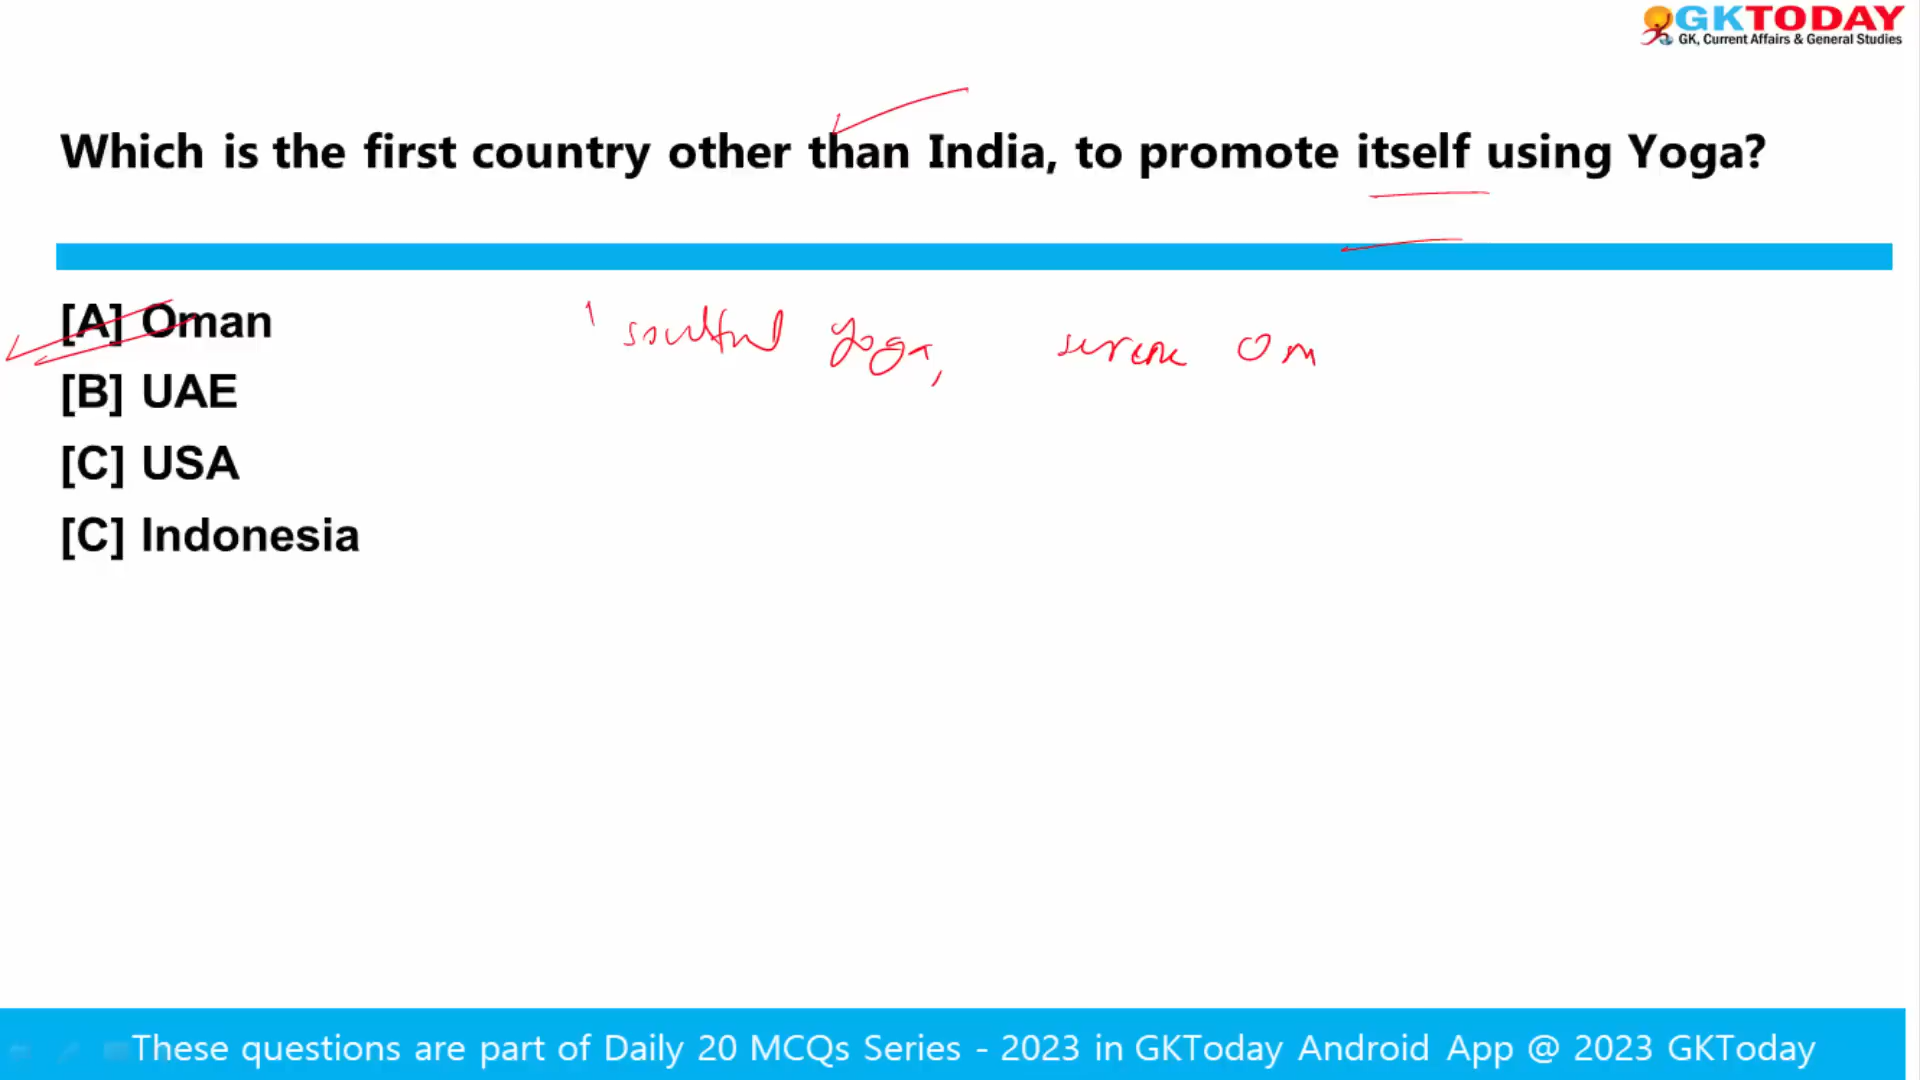 GKTODAY
GK, Current Affairs & General Studies
Which is the first country other than India, to promote itself using Yoga?
[A] Oman
' soulful yoga, serene Om
[B] UAE
[C] USA
[C] Indonesia
These questions are part of Daily 20 MCQs Series - 2023 in GKToday Android App @ 2023 GKToday